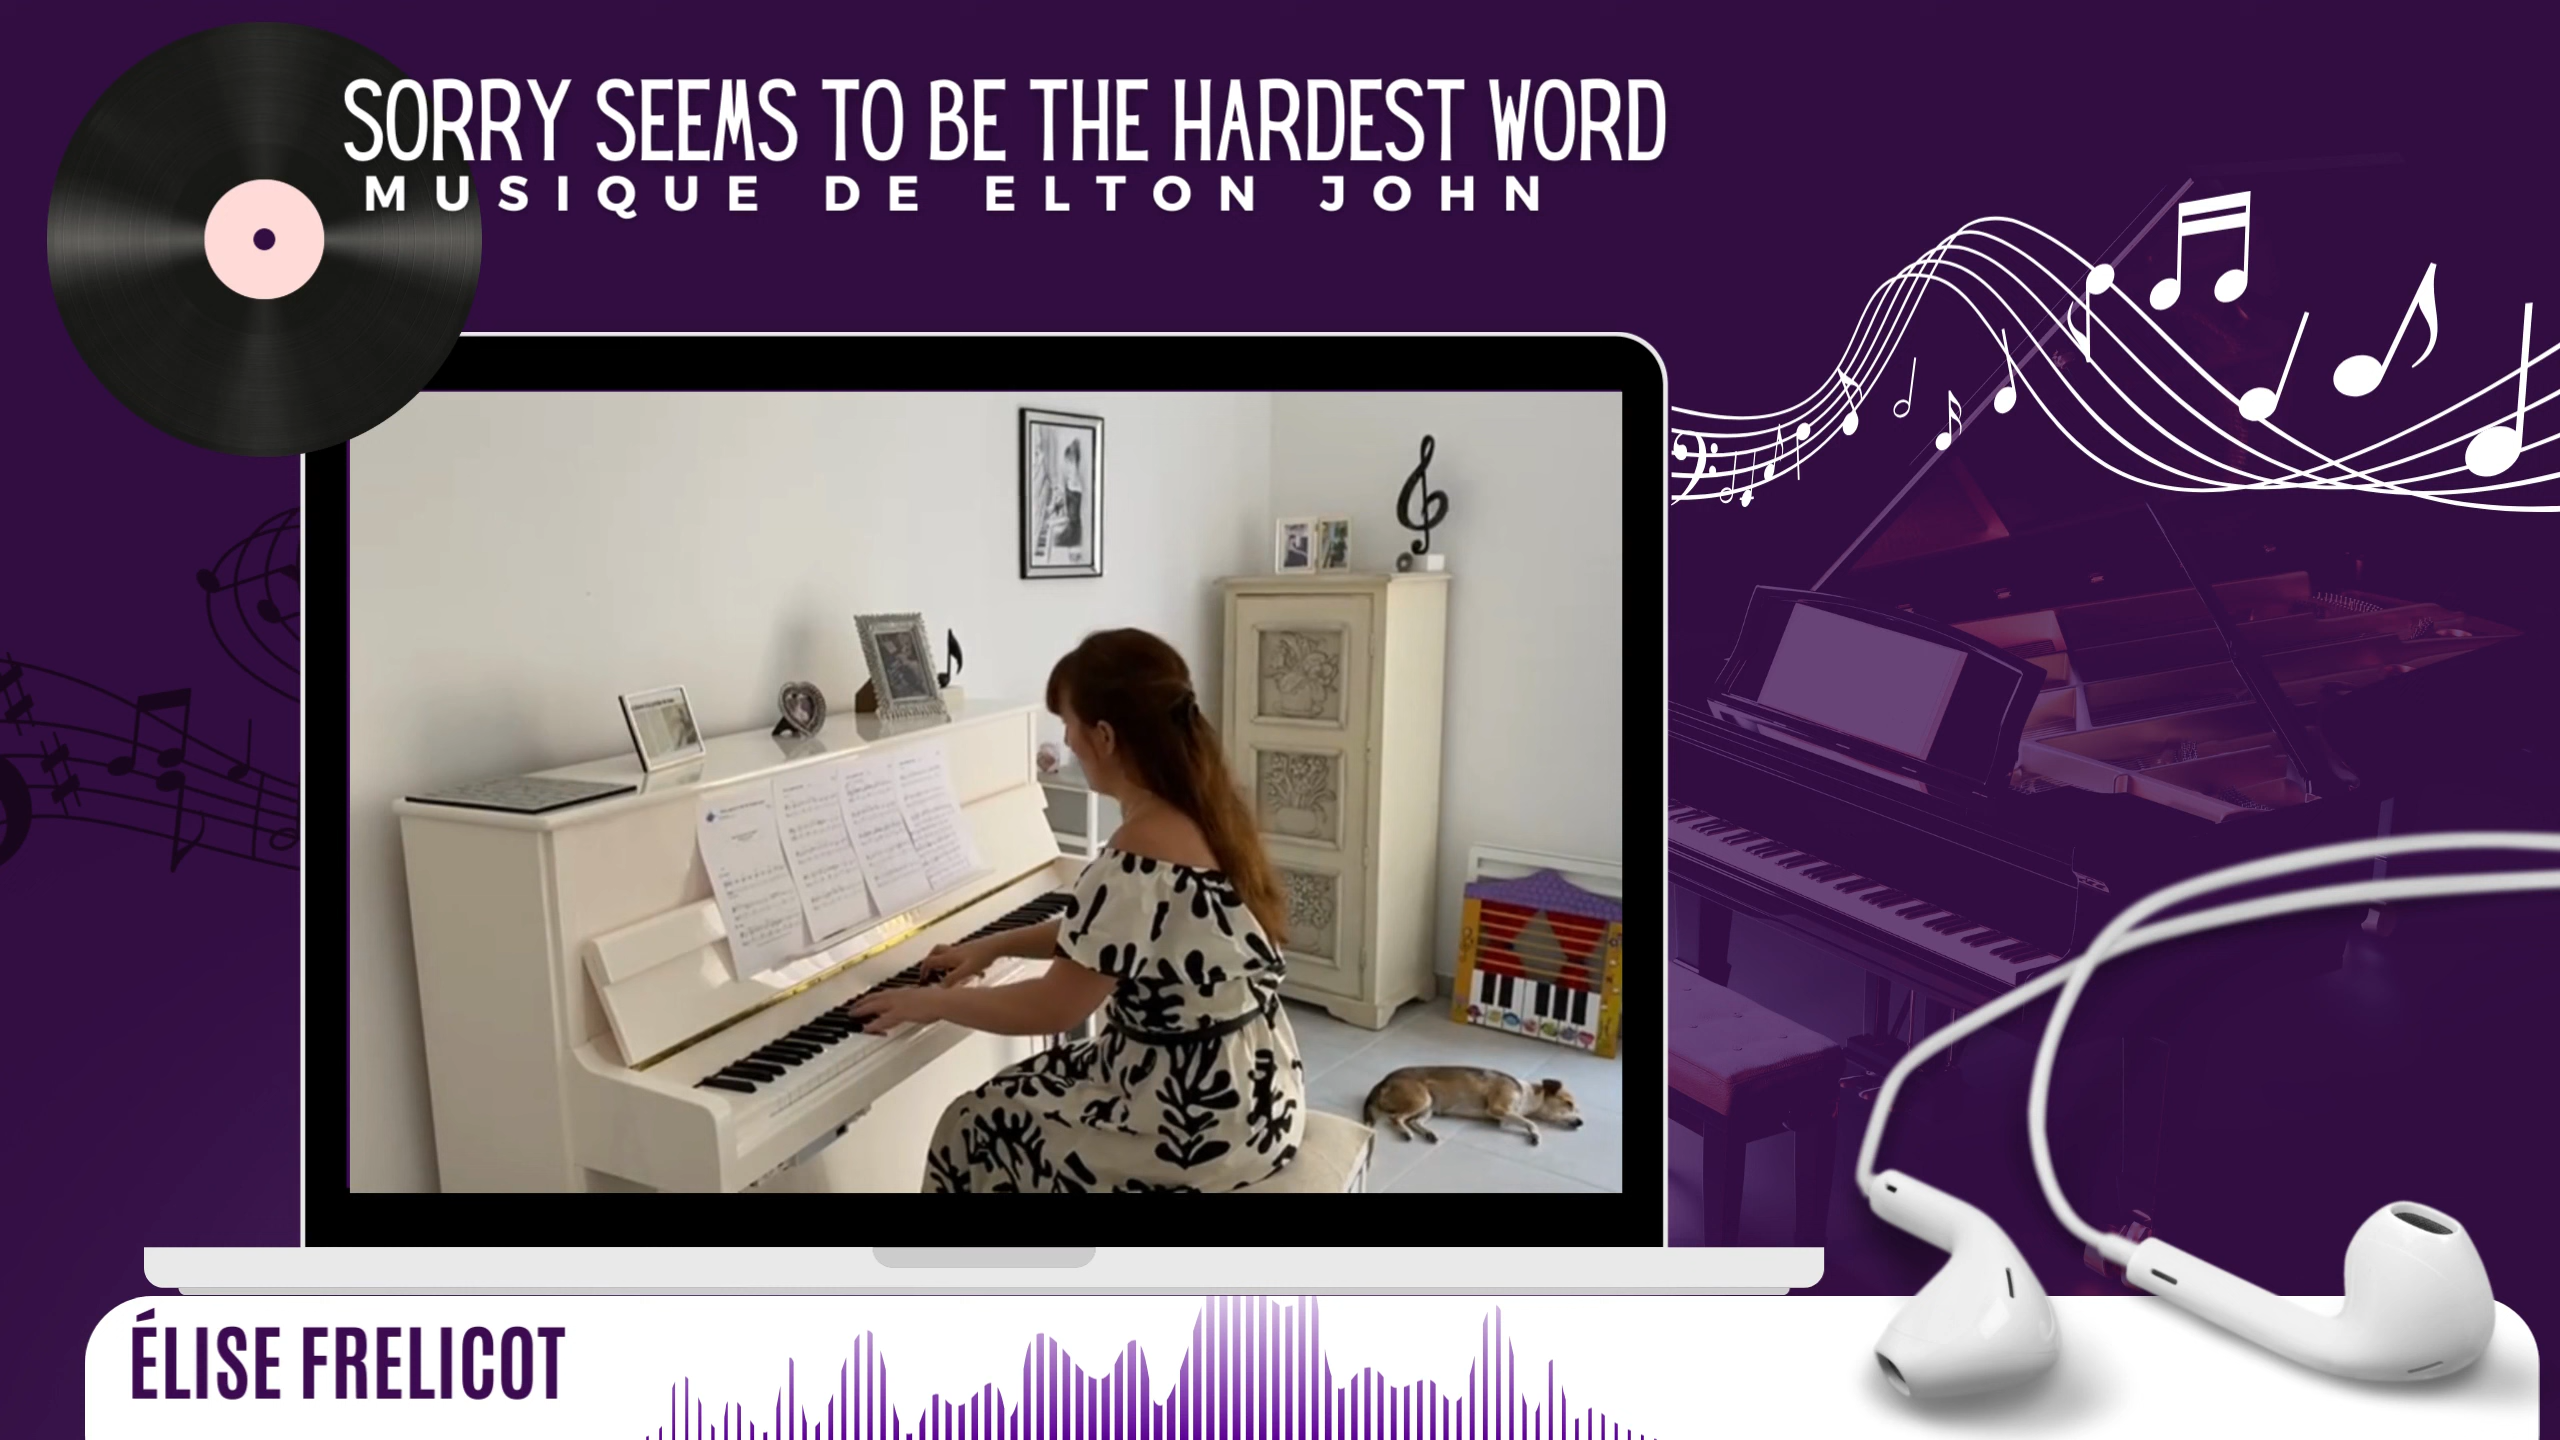 SORRY SEEMS TO BE THE HARDEST WORD
MUSIQUE DE ELTON JOHN
ÉLISE FRELICOT